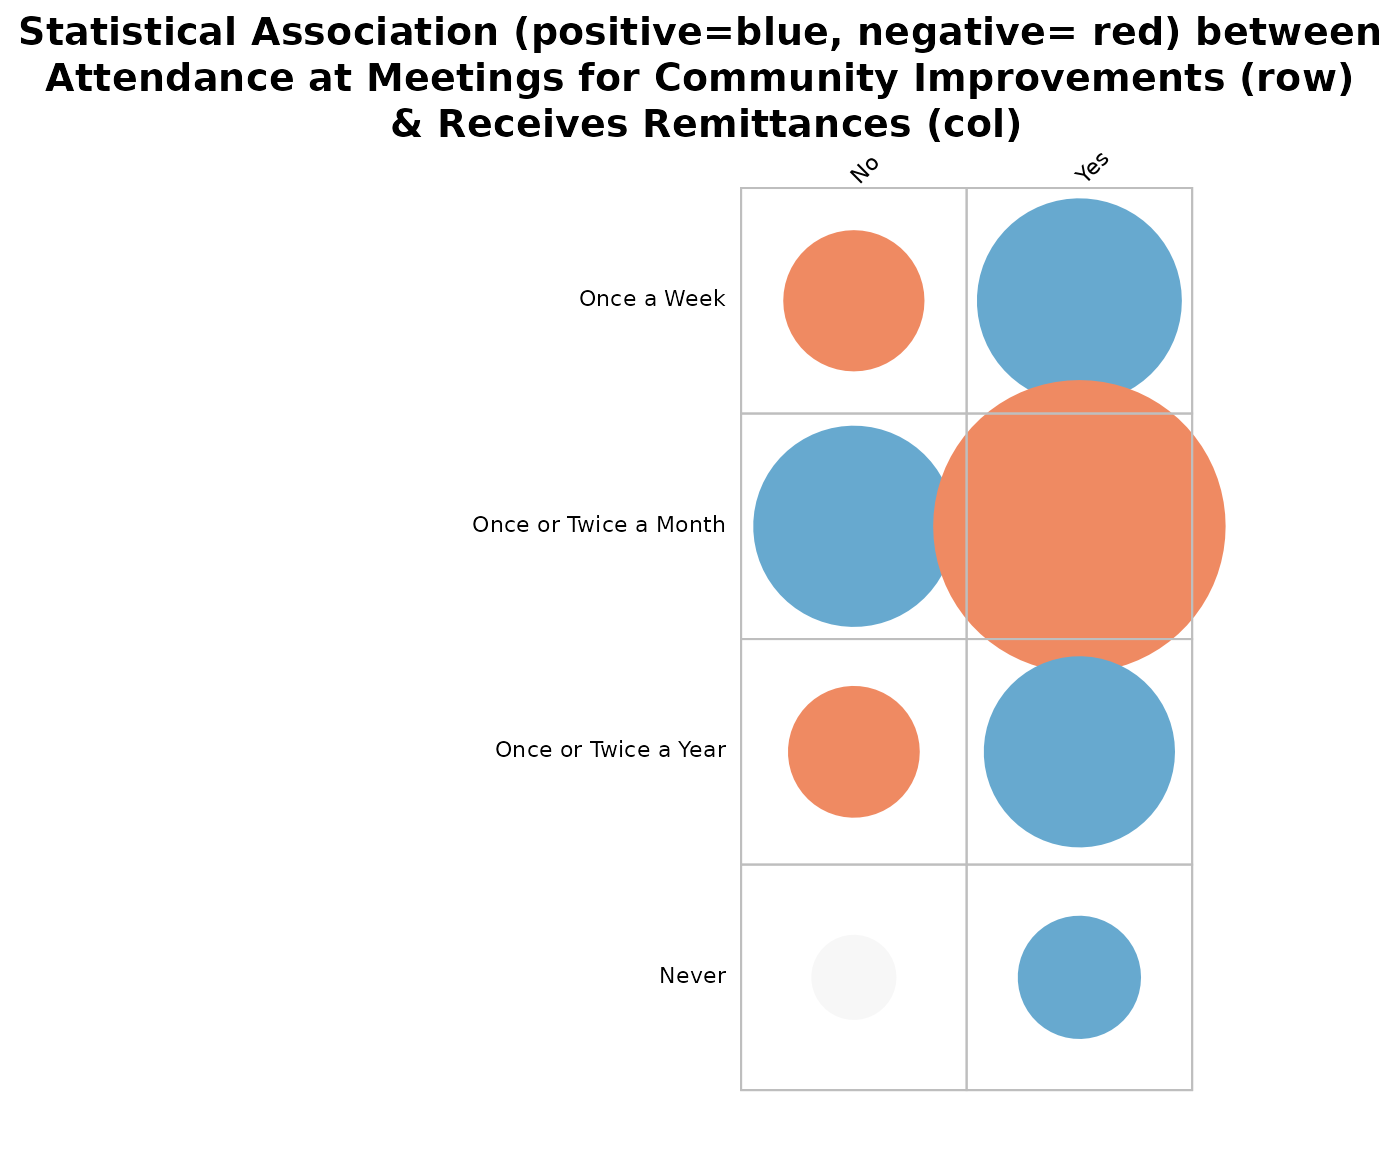 Statistical Association (positive=blue, negative= red) between
Attendance at Meetings for Community Improvements (row)
& Receives Remittances (col)
No
Yes
Once a Week
Once or Twice a Month
Once or Twice a Year
Never